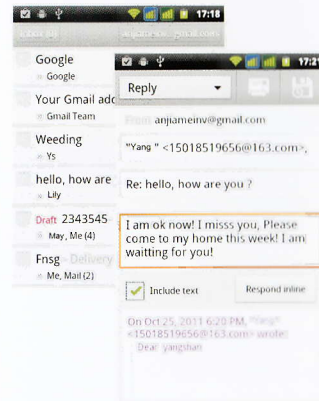 17:18
Google
Google
Your Gmail add
Gmail Team
Weeding
Ys
hello, how are
Lily
Draft 2343545
May, Me (4)
Fnsg - Delivery
Me, Mail (2)
17:21
Reply
From anjiameinv@gmail.com
"Yang " <15018519656@163.com>,
Re: hello, how are you ?
I am ok now! I misss you, Please
come to my home this week! I am
waitting for you!
Include text
Respond inline
On Oct 25, 2011 6:20 PM, "Yang"
<15018519656@163.com> wrote:
Dear yangshan